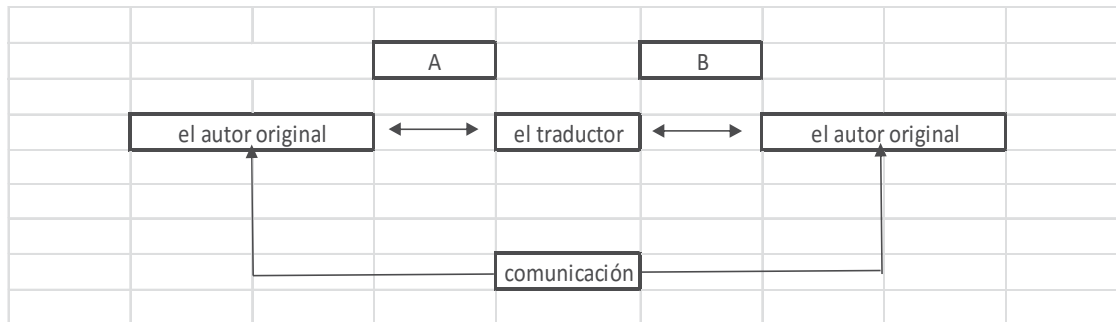 A
B
el autor original
el traductor
el autor original
comunicación